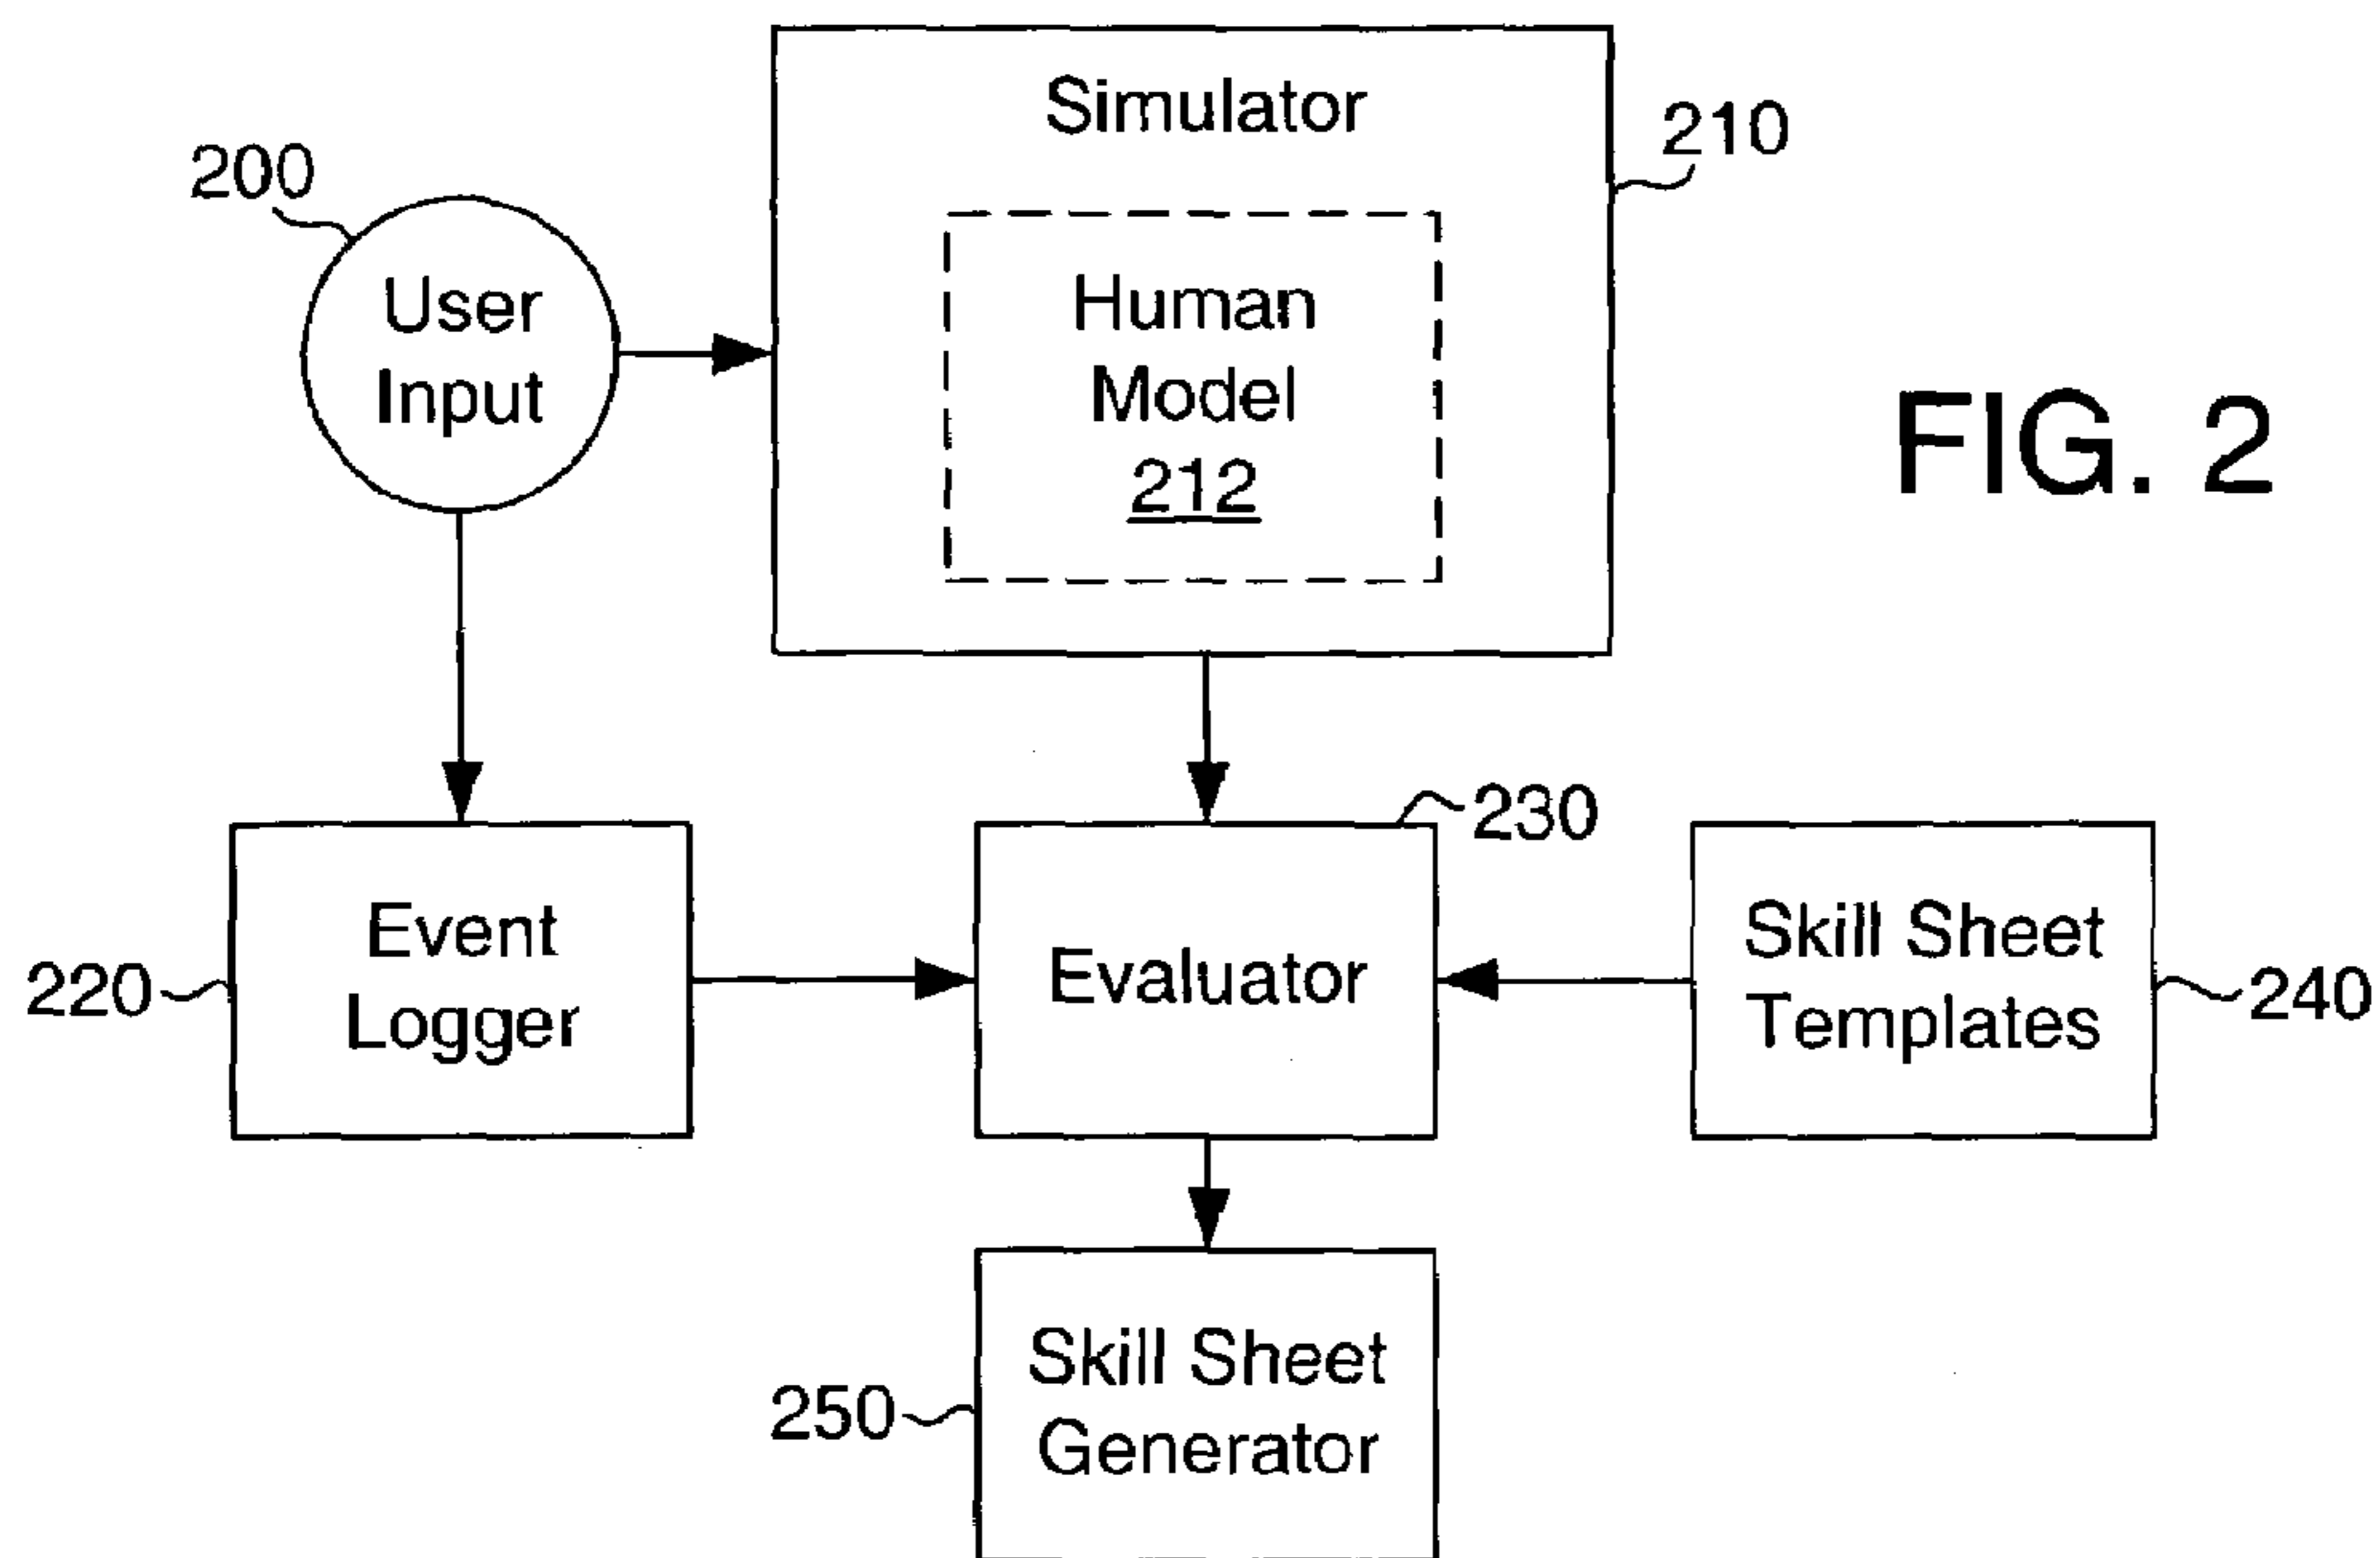 Simulator
210
200
User
Input
Human
Model
212
FIG. 2
230
Event
Logger
220
Evaluator
Skill Sheet
Templates
240
Skill Sheet
Generator
250